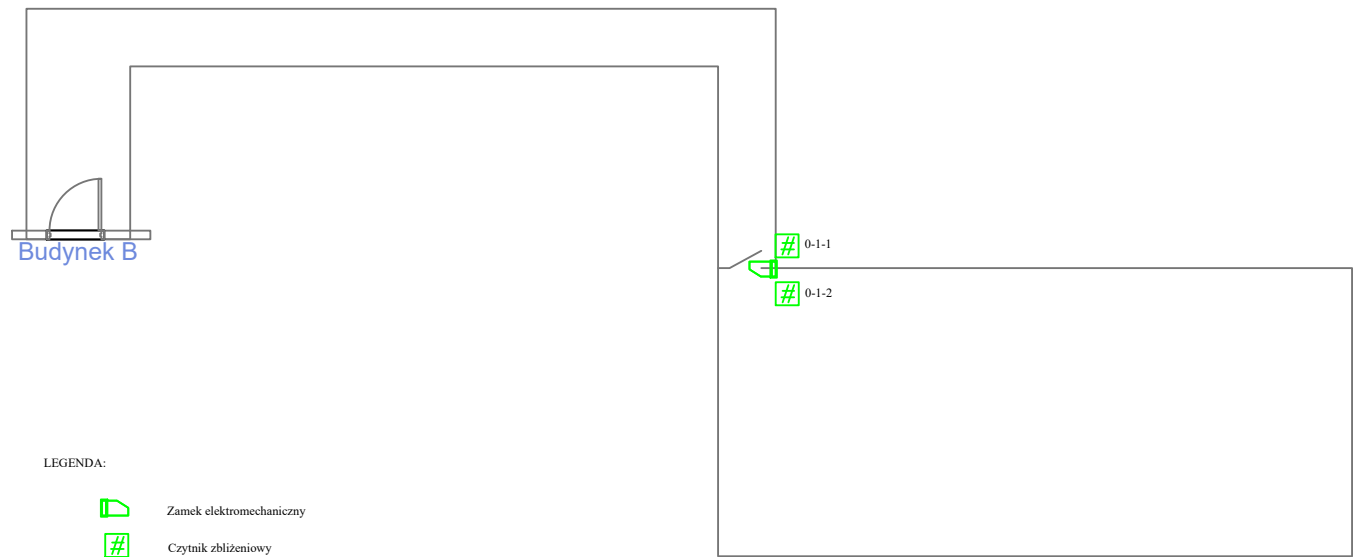 Budynek B
0-1-1
0-1-2
LEGENDA:
Zamek elektromechaniczny
Czytnik zbliżeniowy